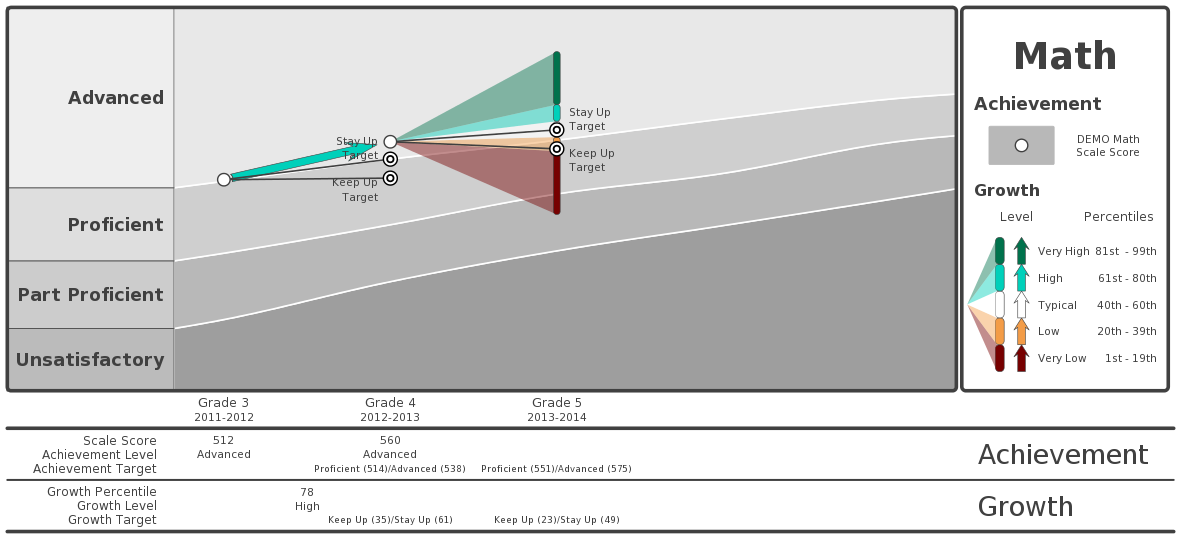 Advanced
Proficient
Part Proficient
Unsatisfactory
Stay Up
Target
Keep Up
Target
Stay Up
Target
Keep Up
Target
Math
Achievement
DEMO Math
Scale Score
Growth
Level Percentiles
Very High 81st - 99th
High 61st - 80th
Typical 40th - 60th
Low 20th - 39th
Very Low 1st - 19th
Grade 3 Grade 4 Grade 5
2011-2012 2012-2013 2013-2014
Scale Score 512 560
Achievement Level Advanced Advanced
Achievement Target Proficient (514)/Advanced (538) Proficient (551)/Advanced (575)
Achievement
Growth Percentile 78
Growth Level High
Growth Target Keep Up (35)/Stay Up (61) Keep Up (23)/Stay Up (49)
Growth